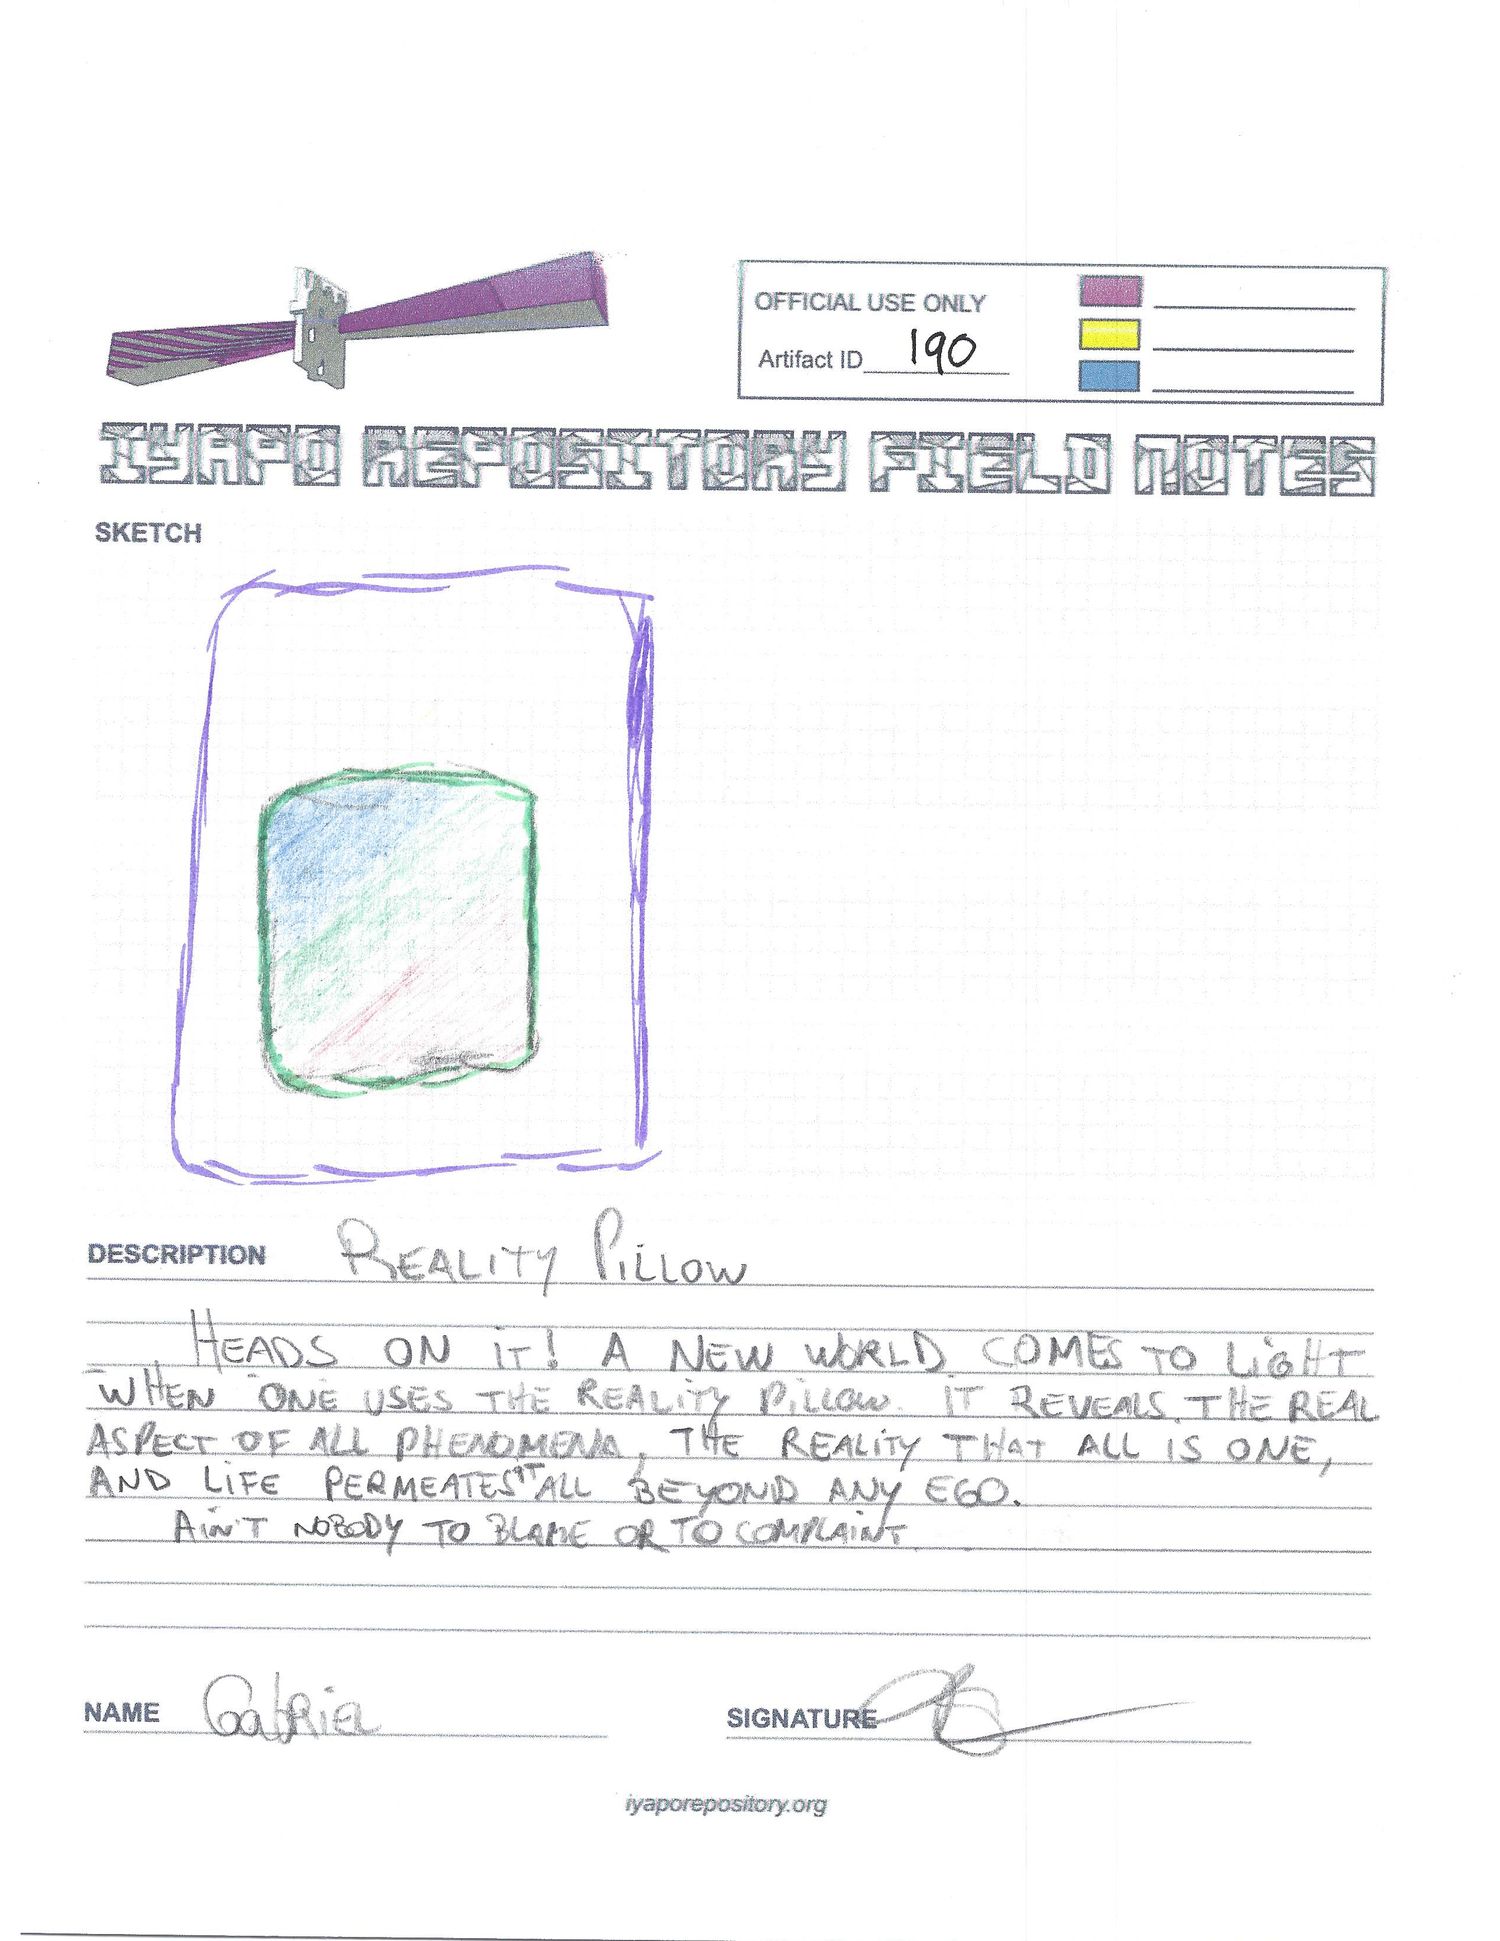 OFFICIAL USE ONLY
Artifact ID 190
IYAPO REPOSITORY FIELD NOTES
SKETCH
DESCRIPTION REALITY PILLOW
HEADS ON IT! A NEW WORLD COMES TO LIGHT
WHEN ONE USES THE REALITY PILLOW. IT REVEALS THE REAL
ASPECT OF ALL PHENOMENA, THE REALITY THAT ALL IS ONE,
AND LIFE PERMEATES IT ALL BEYOND ANY EGO.
AIN'T NOBODY TO BLAME OR TO COMPLAINT
NAME Gabriel
SIGNATURE
iyaporepository.org